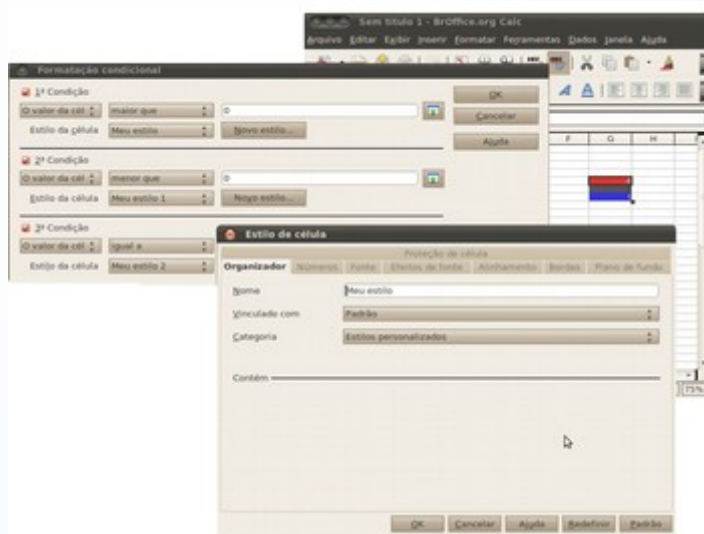 Sem título 1 - BrOffice.org Calc
Arquivo Editar Exibir Inserir Formatar Ferramentas Dados Janela Ajuda
F G H
75%
Formatação condicional
1ª Condição
O valor da cél maior que 0
Estilo da célula Meu estilo Novo estilo...
2ª Condição
O valor da cél menor que 0
Estilo da célula Meu estilo 1 Novo estilo...
3ª Condição
O valor da cél igual a
Estilo da célula Meu estilo 2
OK
Cancelar
Ajuda
Estilo de célula
Proteção de célula
Organizador Números Fonte Efeitos de fonte Alinhamento Bordas Plano de fundo
Nome Meu estilo
Vinculado com Padrão
Categoria Estilos personalizados
Contém
OK Cancelar Ajuda Redefinir Padrão